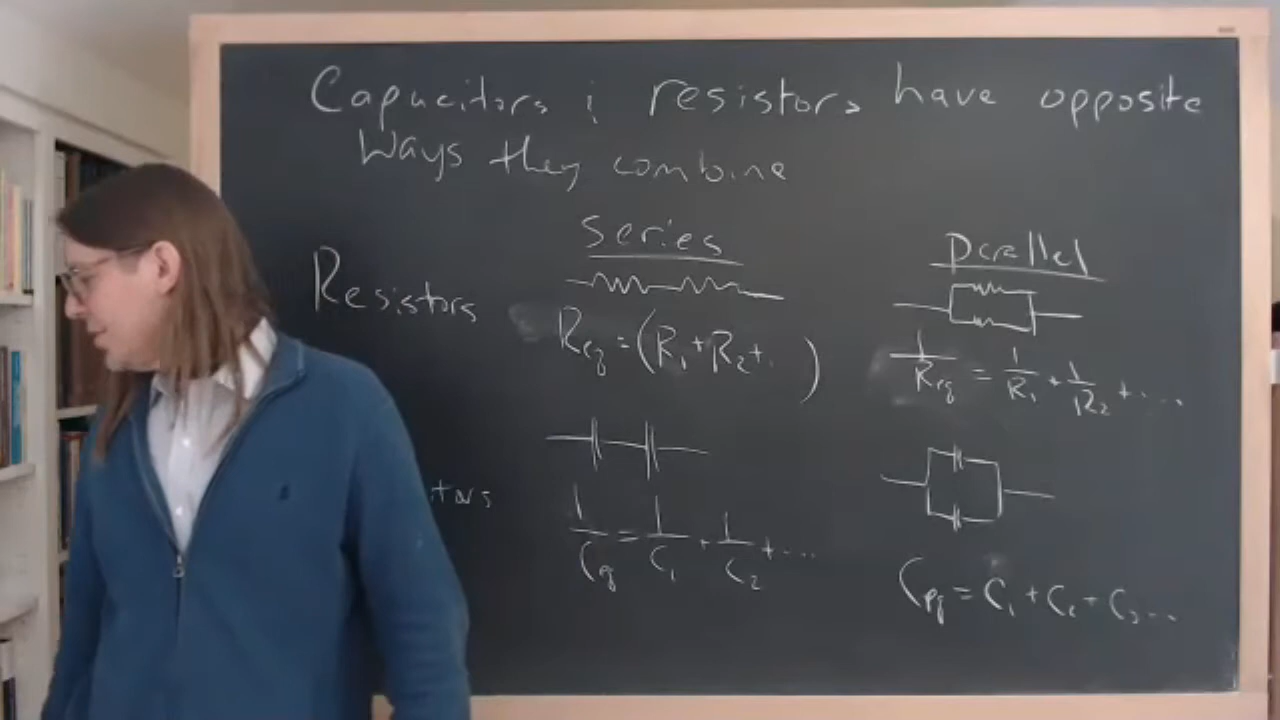 Capacitors & resistors have opposite
Ways they combine
Series
Parallel
Resistors
Req = (R1 + R2 + ..)
1/Req = 1/R1 + 1/R2 + ....
itors
1/Ceq = 1/C1 + 1/C2 + ....
Ceq = C1 + C2 + C3 ...